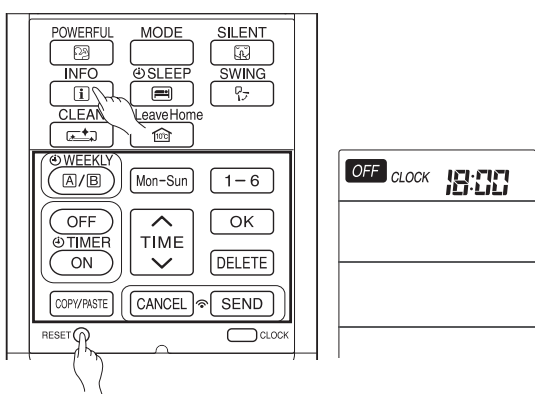 POWERFUL MODE SILENT
INFO SLEEP SWING
i
CLEAN LeaveHome
10°C
WEEKLY
A/B Mon-Sun 1-6
OFF OK
TIMER TIME
ON DELETE
COPY/PASTE CANCEL SEND
RESET CLOCK
OFF CLOCK 18:00